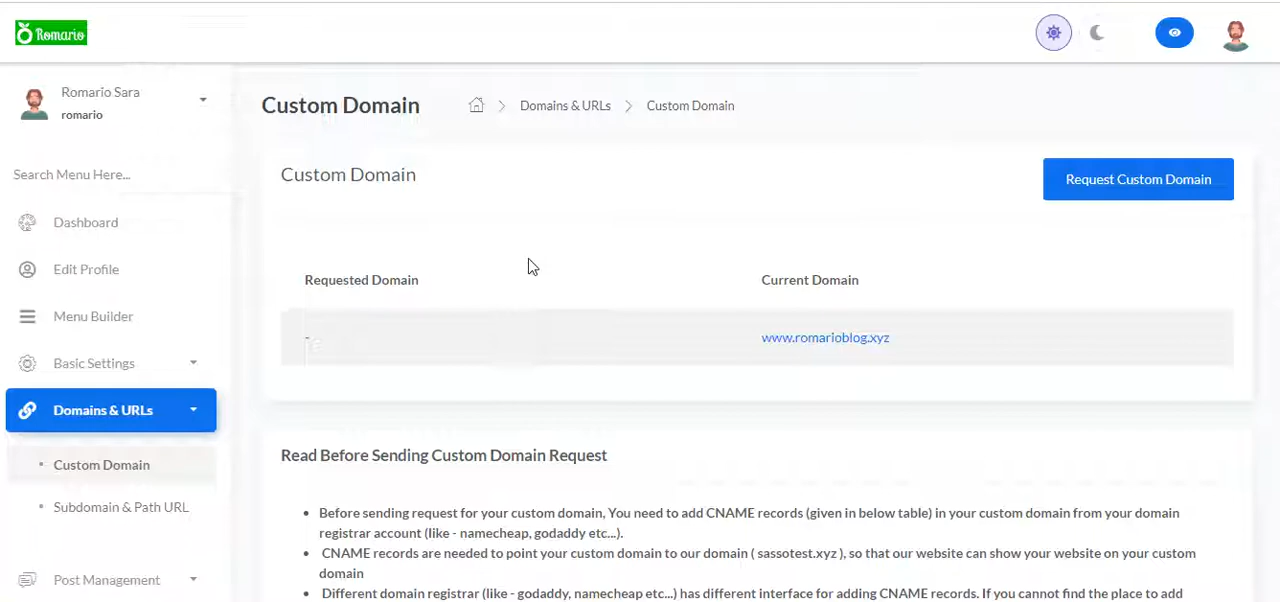 Romario
Romario Sara
romario
Custom Domain
Domains & URLs
Custom Domain
Search Menu Here...
Dashboard
Edit Profile
Menu Builder
Basic Settings
Domains & URLs
Custom Domain
Subdomain & Path URL
Post Management
Custom Domain
Request Custom Domain
Requested Domain Current Domain
- www.romarioblog.xyz
Read Before Sending Custom Domain Request
• Before sending request for your custom domain, You need to add CNAME records (given in below table) in your custom domain from your domain
registrar account (like - namecheap, godaddy etc...).
• CNAME records are needed to point your custom domain to our domain ( sassotest.xyz ), so that our website can show your website on your custom
domain
• Different domain registrar (like - godaddy, namecheap etc...) has different interface for adding CNAME records. If you cannot find the place to add